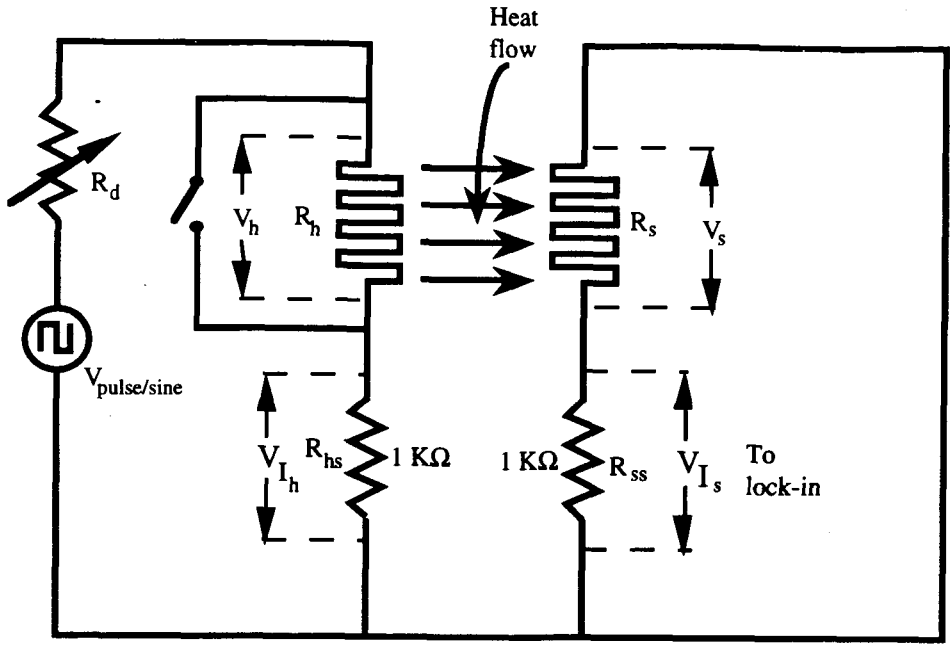 Heat
flow
R_d
V_h
R_h
R_s
V_s
V_pulse/sine
V_I_h
R_hs
1 KΩ
1 KΩ
R_ss
V_I_s
To
lock-in